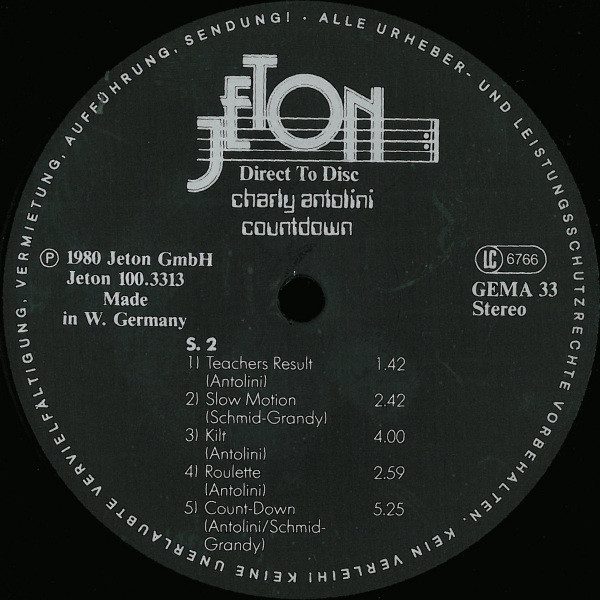 ALLE URHEBER- UND LEISTUNGSSCHUTZRECHTE VORBEHALTEN. KEIN VERLEIH! KEINE UNERLAUBTE VERVIELFÄLTIGUNG, VERMIETUNG, AUFFÜHRUNG, SENDUNG! ·
JETON
Direct To Disc
charly antolini
countdown
Ⓟ 1980 Jeton GmbH
Jeton 100.3313
Made
in W. Germany
LC 6766
GEMA 33
Stereo
S. 2
1) Teachers Result 1.42
(Antolini)
2) Slow Motion 2.42
(Schmid-Grandy)
3) Kilt 4.00
(Antolini)
4) Roulette 2.59
(Antolini)
5) Count-Down 5.25
(Antolini/Schmid-
Grandy)